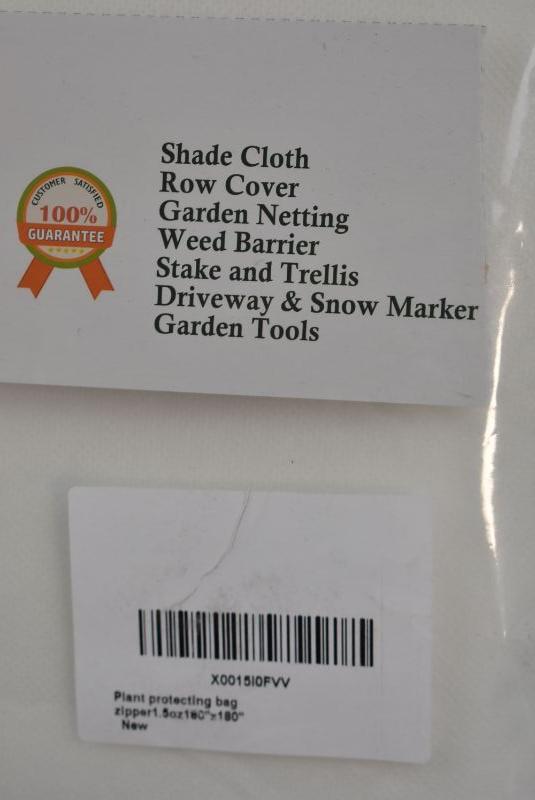 CUSTOMER SATISFIED
100%
GUARANTEE
Shade Cloth
Row Cover
Garden Netting
Weed Barrier
Stake and Trellis
Driveway & Snow Marker
Garden Tools
X0015I0FVV
Plant protecting bag
zipper1.5oz180"x180"
New